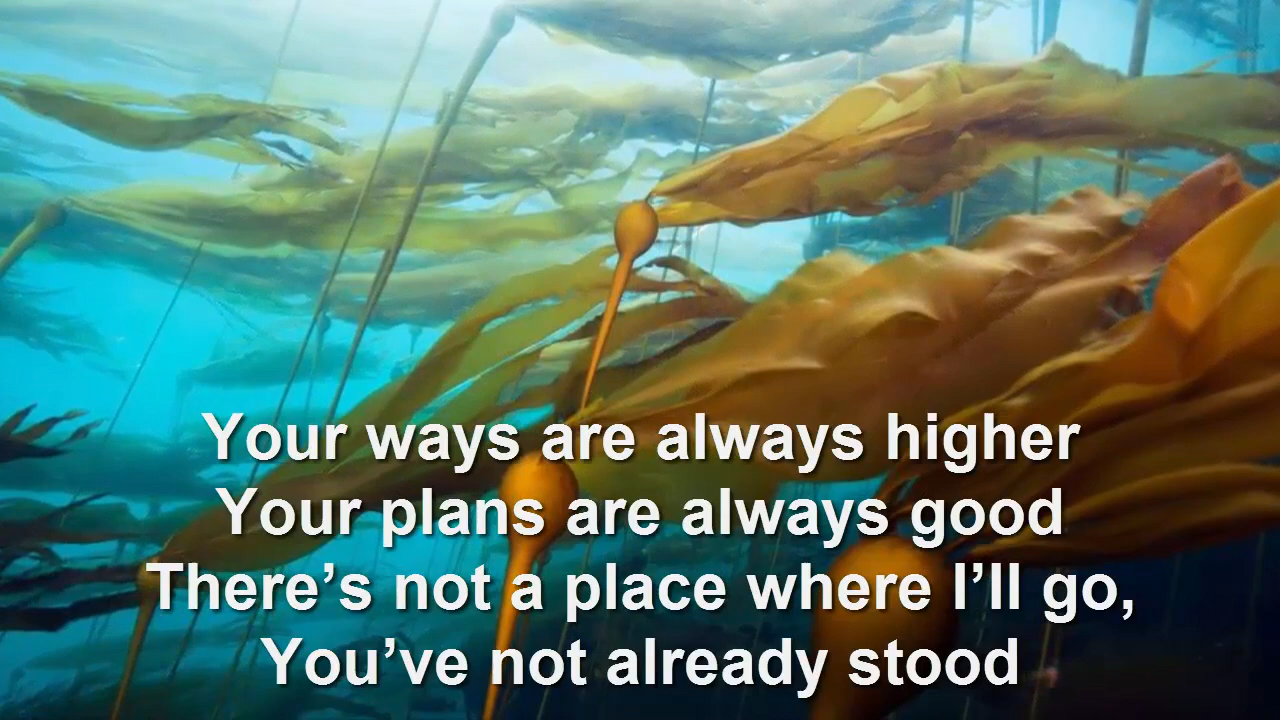 Your ways are always higher
Your plans are always good
There’s not a place where I’ll go,
You’ve not already stood